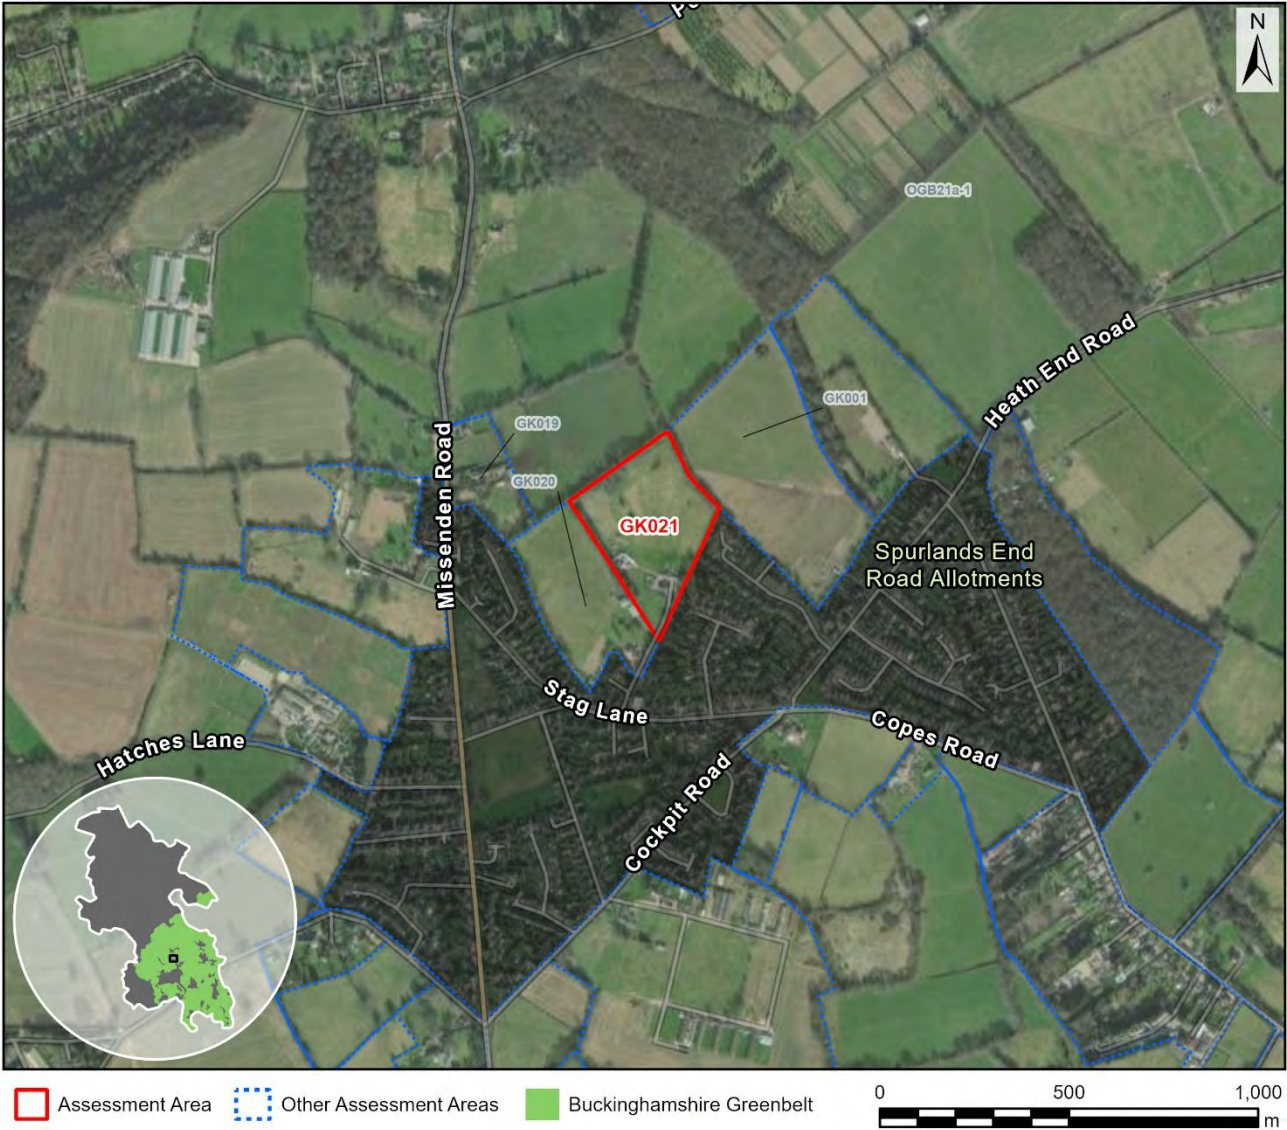 N
OGB21a-1
Heath End Road
GK001
GK019
Missenden Road
GK020
GK021
Spurlands End
Road Allotments
Stag Lane
Copes Road
Hatches Lane
Cockpit Road
Assessment Area
Other Assessment Areas
Buckinghamshire Greenbelt
0
500
1,000
m